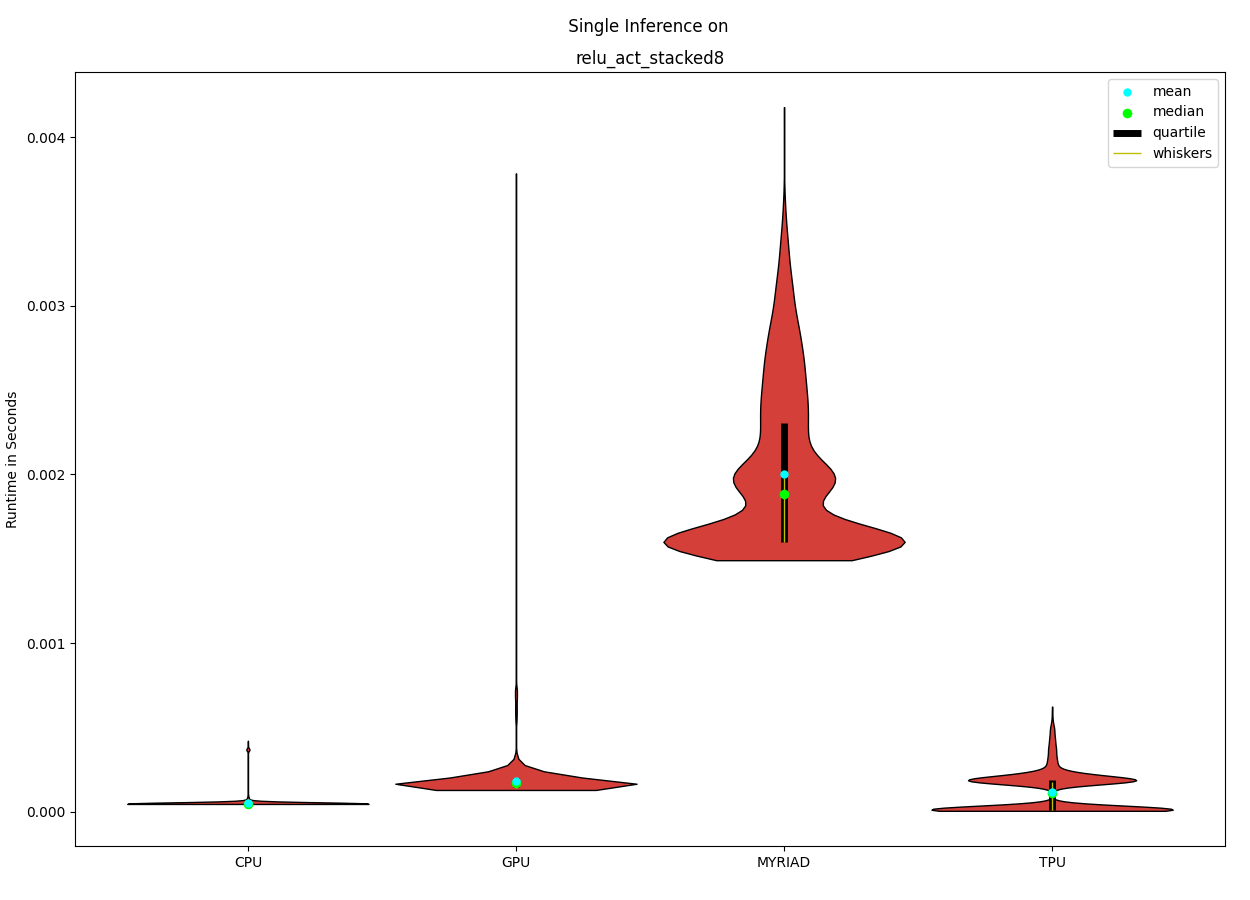 Single Inference on
relu_act_stacked8
mean
median
quartile
whiskers
0.004
0.003
0.002
0.001
0.000
Runtime in Seconds
CPU GPU MYRIAD TPU